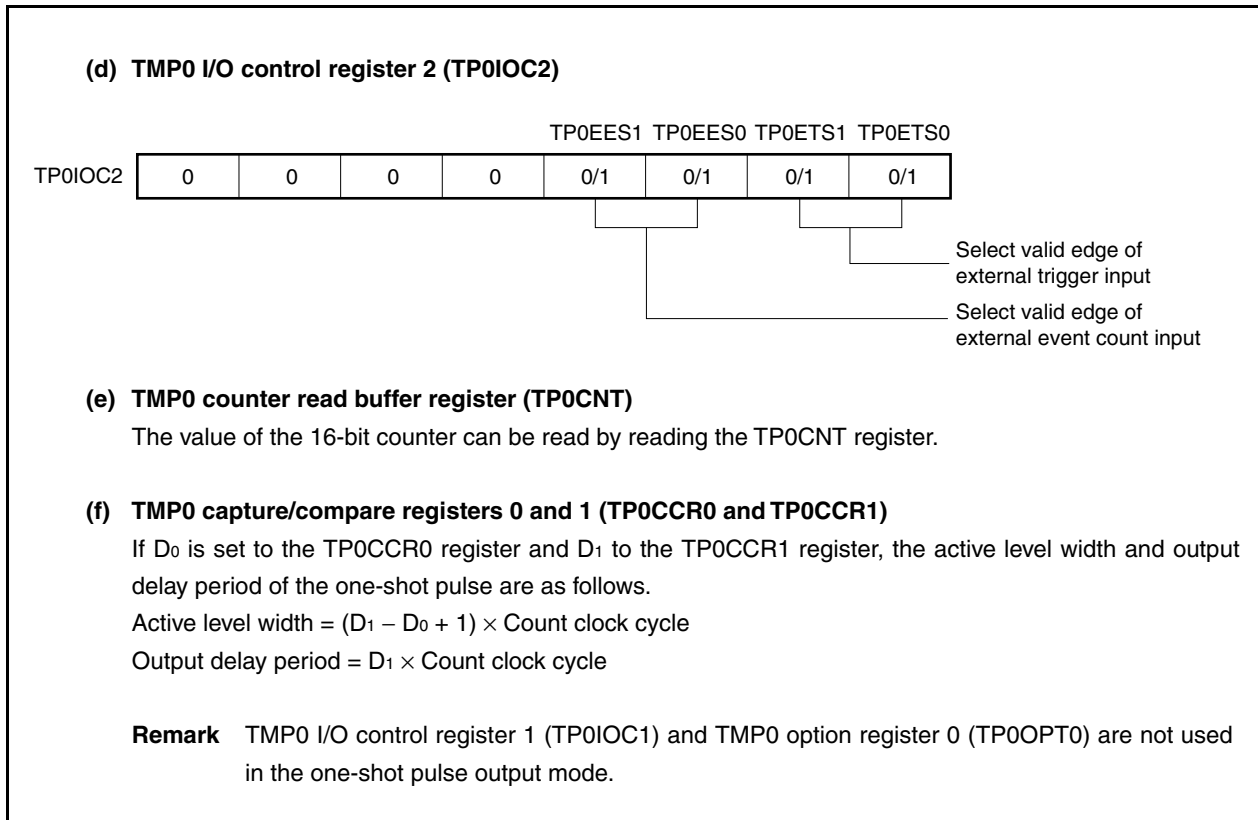 (d) TMP0 I/O control register 2 (TP0IOC2)
TP0EES1 TP0EES0 TP0ETS1 TP0ETS0
TP0IOC2 0 0 0 0 0/1 0/1 0/1 0/1
Select valid edge of
external trigger input
Select valid edge of
external event count input
(e) TMP0 counter read buffer register (TP0CNT)
The value of the 16-bit counter can be read by reading the TP0CNT register.
(f) TMP0 capture/compare registers 0 and 1 (TP0CCR0 and TP0CCR1)
If D0 is set to the TP0CCR0 register and D1 to the TP0CCR1 register, the active level width and output
delay period of the one-shot pulse are as follows.
Active level width = (D1 − D0 + 1) × Count clock cycle
Output delay period = D1 × Count clock cycle
Remark TMP0 I/O control register 1 (TP0IOC1) and TMP0 option register 0 (TP0OPT0) are not used
in the one-shot pulse output mode.